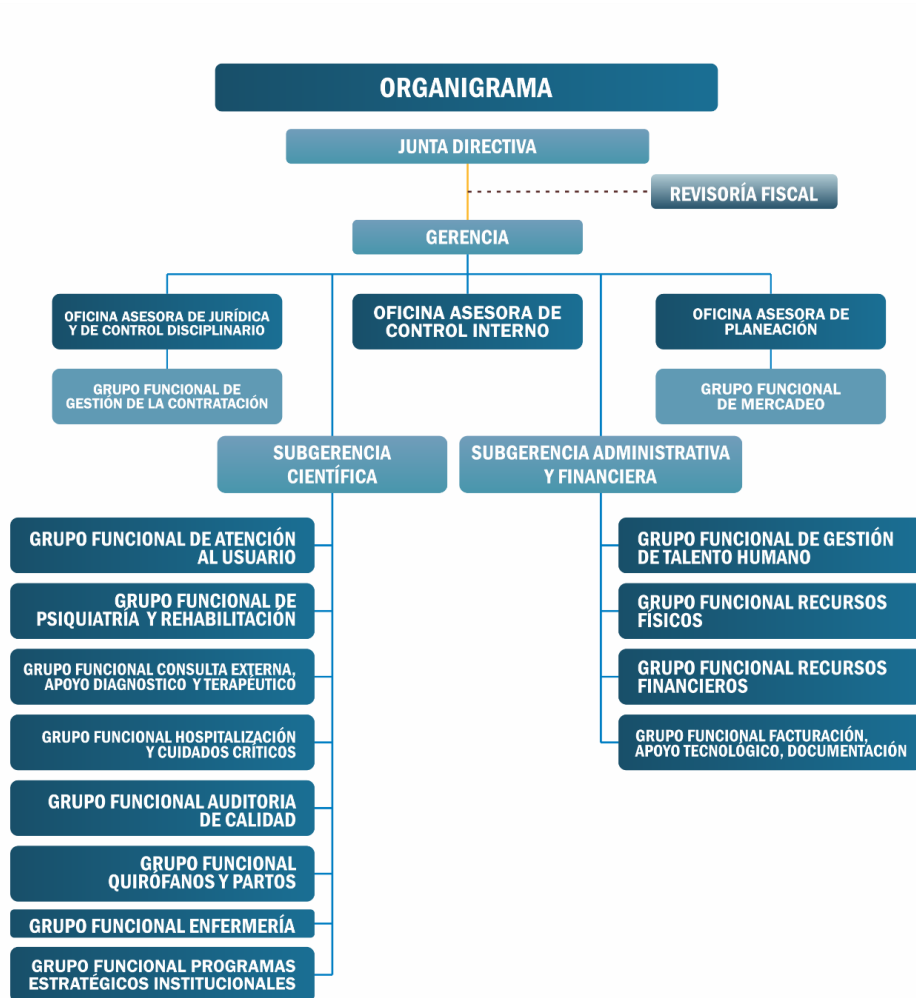 ORGANIGRAMA
JUNTA DIRECTIVA
REVISORÍA FISCAL
GERENCIA
OFICINA ASESORA DE JURÍDICA
Y DE CONTROL DISCIPLINARIO
OFICINA ASESORA DE
CONTROL INTERNO
OFICINA ASESORA DE
PLANEACIÓN
GRUPO FUNCIONAL DE
GESTIÓN DE LA CONTRATACIÓN
GRUPO FUNCIONAL
DE MERCADEO
SUBGERENCIA
CIENTÍFICA
SUBGERENCIA ADMINISTRATIVA
Y FINANCIERA
GRUPO FUNCIONAL DE ATENCIÓN
AL USUARIO
GRUPO FUNCIONAL DE
PSIQUIATRÍA Y REHABILITACIÓN
GRUPO FUNCIONAL CONSULTA EXTERNA,
APOYO DIAGNOSTICO Y TERAPÉUTICO
GRUPO FUNCIONAL HOSPITALIZACIÓN
Y CUIDADOS CRÍTICOS
GRUPO FUNCIONAL AUDITORIA
DE CALIDAD
GRUPO FUNCIONAL
QUIRÓFANOS Y PARTOS
GRUPO FUNCIONAL ENFERMERÍA
GRUPO FUNCIONAL PROGRAMAS
ESTRATÉGICOS INSTITUCIONALES
GRUPO FUNCIONAL DE GESTIÓN
DE TALENTO HUMANO
GRUPO FUNCIONAL RECURSOS
FÍSICOS
GRUPO FUNCIONAL RECURSOS
FINANCIEROS
GRUPO FUNCIONAL FACTURACIÓN,
APOYO TECNOLÓGICO, DOCUMENTACIÓN